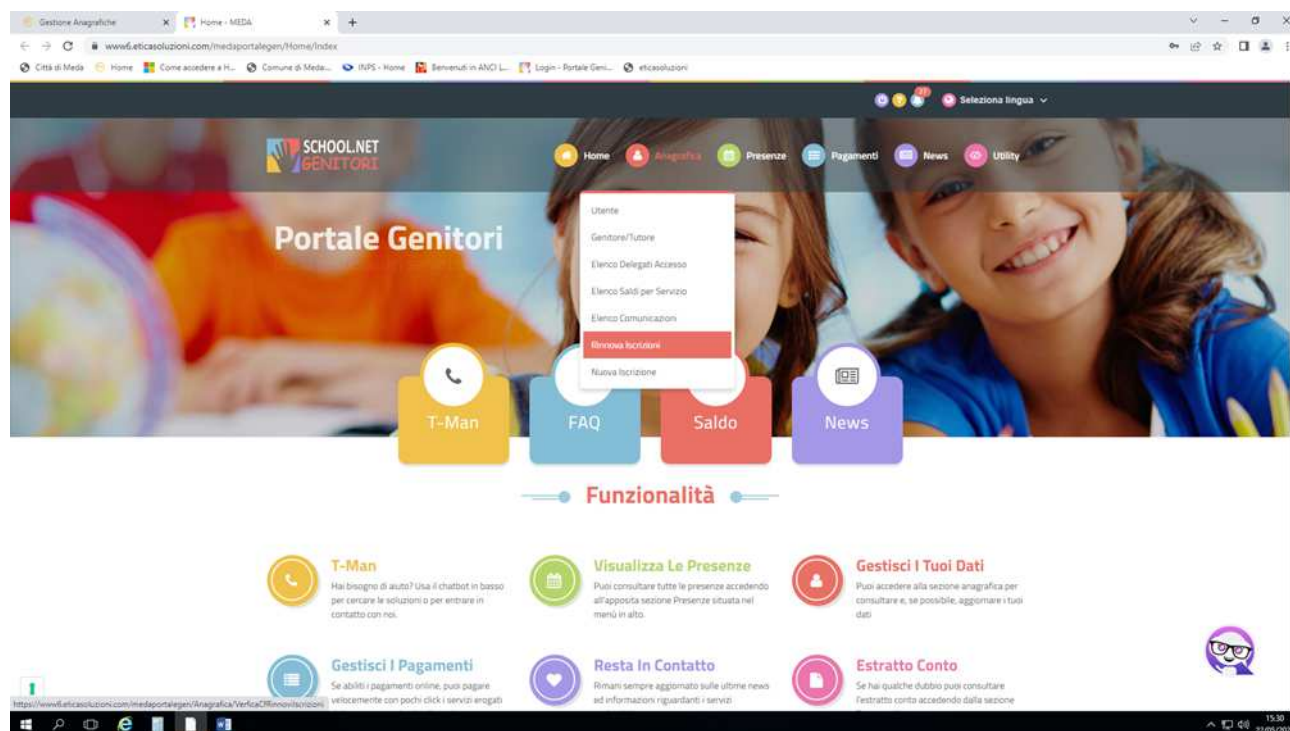 Gestione Anagrafiche
Home - MEDA
www6.eticasoluzioni.com/medaportalegen/Home/Index
Città di Meda
Home
Come accedere a H...
Comune di Meda...
INPS - Home
Benvenuti in ANCI L...
Login - Portale Geni...
eticasoluzioni
27
Seleziona lingua
SCHOOL.NET
GENITORI
Home
Anagrafica
Presenze
Pagamenti
News
Utility
Portale Genitori
Utente
Genitore/Tutore
Elenco Delegati Accesso
Elenco Saldi per Servizio
Elenco Comunicazioni
Rinnova Iscrizioni
Nuova Iscrizione
T-Man
FAQ
Saldo
News
Funzionalità
T-Man
Hai bisogno di aiuto? Usa il chatbot in basso
per cercare le soluzioni o per entrare in
contatto con noi.
Visualizza Le Presenze
Puoi consultare tutte le presenze accedendo
all'apposita sezione Presenze situata nel
menù in alto.
Gestisci I Tuoi Dati
Puoi accedere alla sezione anagrafica per
consultare e, se possibile, aggiornare i tuoi
dati
Gestisci I Pagamenti
Se abiliti i pagamenti online, puoi pagare
velocemente con pochi click i servizi erogati
Resta In Contatto
Rimani sempre aggiornato sulle ultime news
ed informazioni riguardanti i servizi
Estratto Conto
Se hai qualche dubbio puoi consultare
l'estratto conto accedendo dalla sezione
https://www6.eticasoluzioni.com/medaportalegen/Anagrafica/VerificaCfRinnovoIscrizioni
15:30